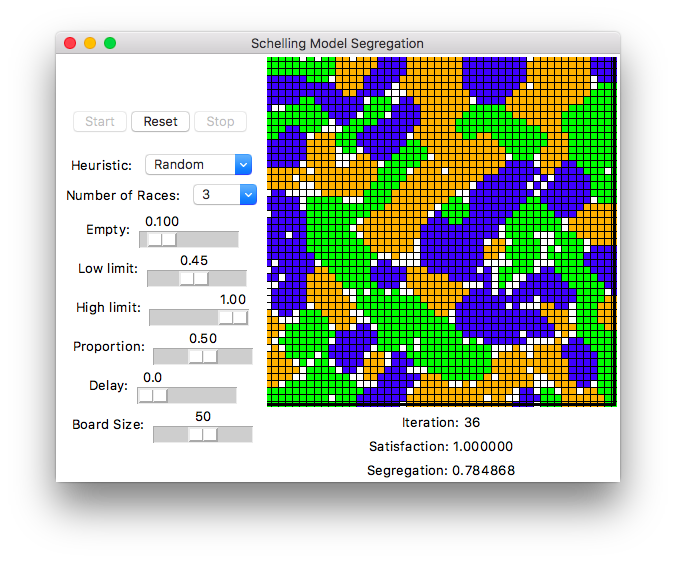 Schelling Model Segregation
Start Reset Stop
Heuristic: Random
Number of Races: 3
0.100
Empty:
0.45
Low limit:
1.00
High limit:
0.50
Proportion:
0.0
Delay:
50
Board Size:
Iteration: 36
Satisfaction: 1.000000
Segregation: 0.784868